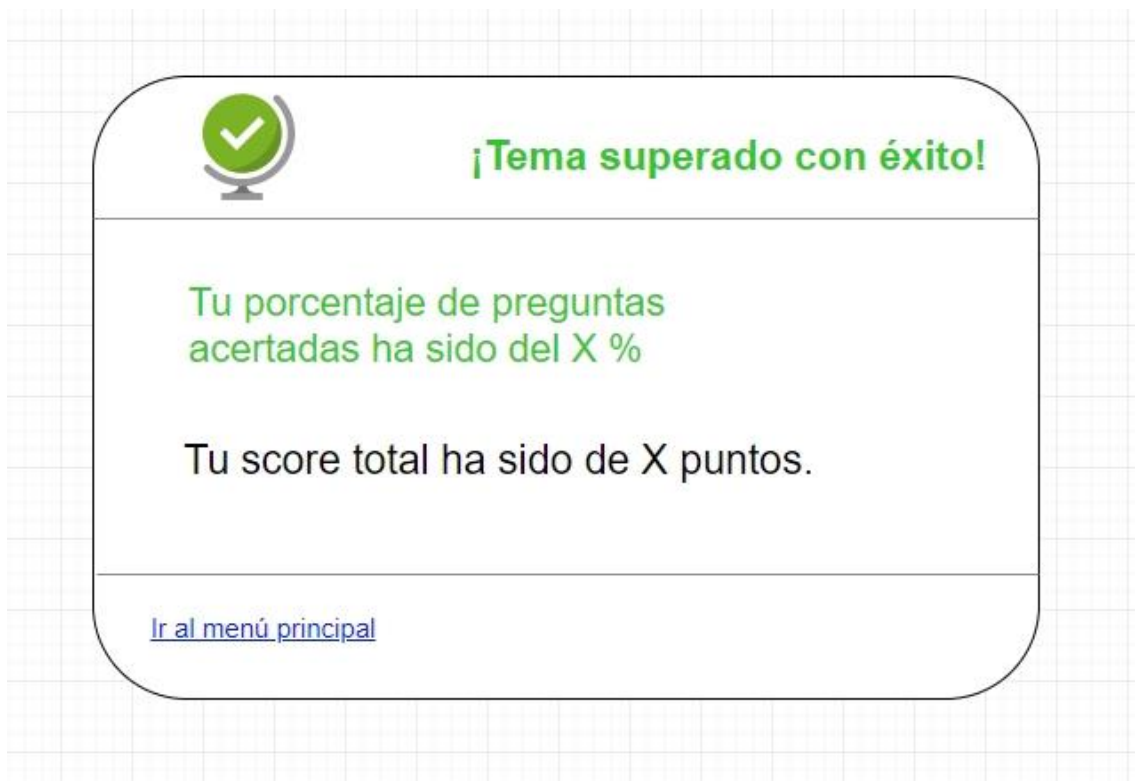 ¡Tema superado con éxito!
Tu porcentaje de preguntas
acertadas ha sido del X %
Tu score total ha sido de X puntos.
Ir al menú principal